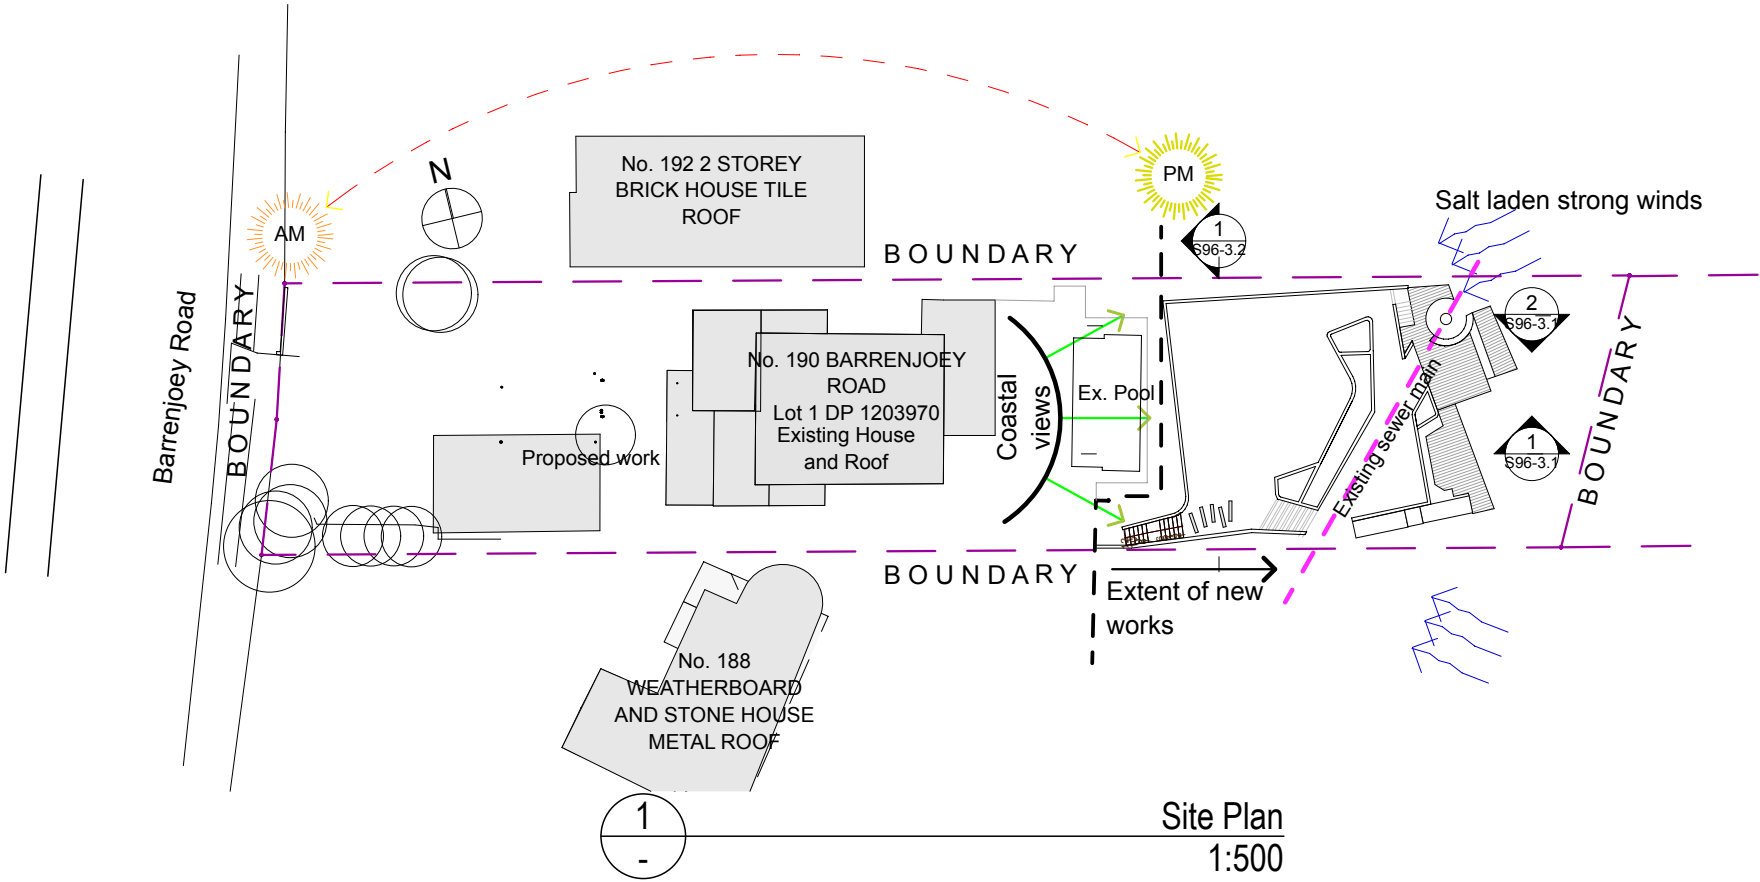 No. 192 2 STOREY
BRICK HOUSE TILE
ROOF
N
AM
PM
Salt laden strong winds
1
S96-3.2
BOUNDARY
Barrenjoey Road
BOUNDARY
2
S96-3.1
No. 190 BARRENJOEY
ROAD
Lot 1 DP 1203970
Existing House
and Roof
Coastal
views
Ex. Pool
Existing sewer main
BOUNDARY
Proposed work
1
S96-3.1
BOUNDARY
Extent of new
works
No. 188
WEATHERBOARD
AND STONE HOUSE
METAL ROOF
1
-
Site Plan
1:500